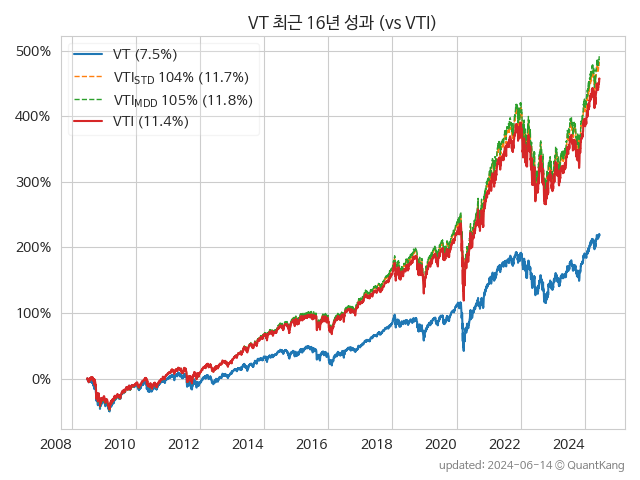 VT 최근 16년 성과 (vs VTI)
VT (7.5%)
VTISTD 104% (11.7%)
VTIMDD 105% (11.8%)
VTI (11.4%)
500%
400%
300%
200%
100%
0%
2008 2010 2012 2014 2016 2018 2020 2022 2024
updated: 2024-06-14 © QuantKang